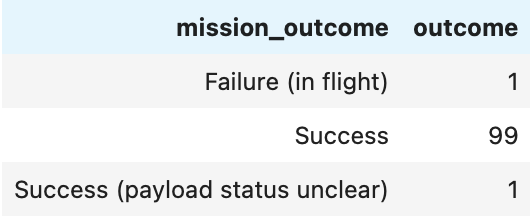 mission_outcome outcome
Failure (in flight) 1
Success 99
Success (payload status unclear) 1